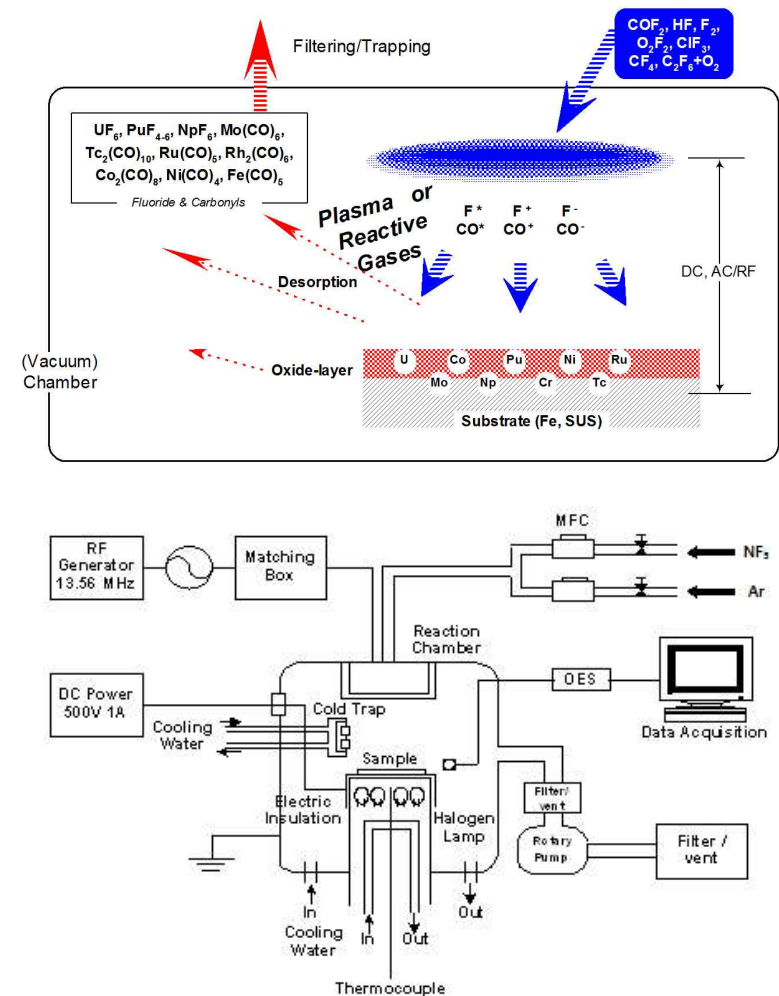 Filtering/Trapping
COF₂, HF, F₂,
O₂F₂, ClF₃,
CF₄, C₂F₆+O₂
UF₆, PuF₄₋₆, NpF₆, Mo(CO)₆,
Tc₂(CO)₁₀, Ru(CO)₅, Rh₂(CO)₆,
Co₂(CO)₈, Ni(CO)₄, Fe(CO)₅
Fluoride & Carbonyls
Plasma or
Reactive
Gases
F* F⁺ F⁻
CO* CO⁺ CO⁻
DC, AC/RF
Desorption
(Vacuum)
Chamber
Oxide-layer
U Co Pu Ni Ru
Mo Np Cr Tc
Substrate (Fe, SUS)
RF
Generator
13.56 MHz
Matching
Box
MFC
NF₃
Ar
Reaction
Chamber
DC Power
500V 1A
OES
Data Acquisition
Cold Trap
Cooling
Water
Sample
Electric
Insulation
Halogen
Lamp
Filter/
vent
Rotary
Pump
Filter /
vent
In
Cooling
Water
In
Out
Out
Thermocouple